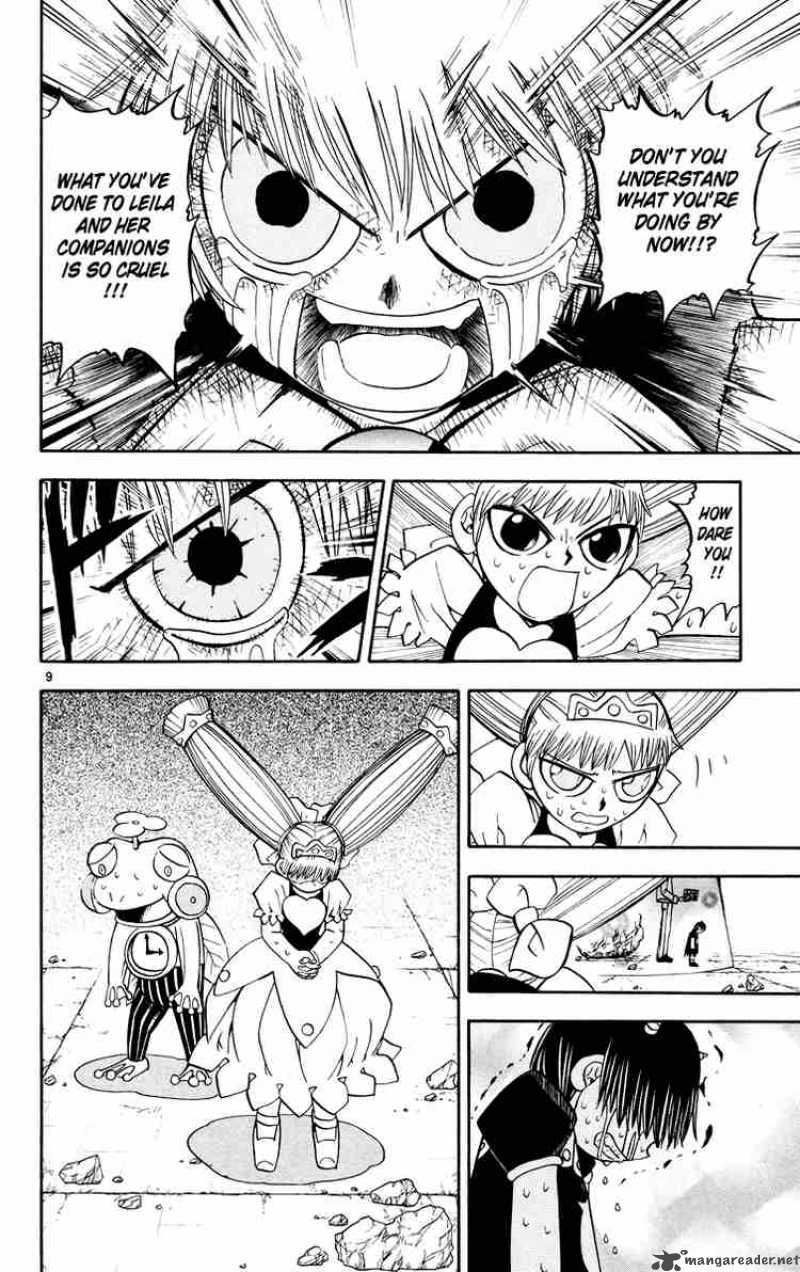 DON'T YOU
UNDERSTAND
WHAT YOU'RE
DOING BY
NOW!!?
WHAT YOU'VE
DONE TO LEILA
AND HER
COMPANIONS
IS SO CRUEL
!!!
HOW
DARE
YOU
!!
9
mangareader.net